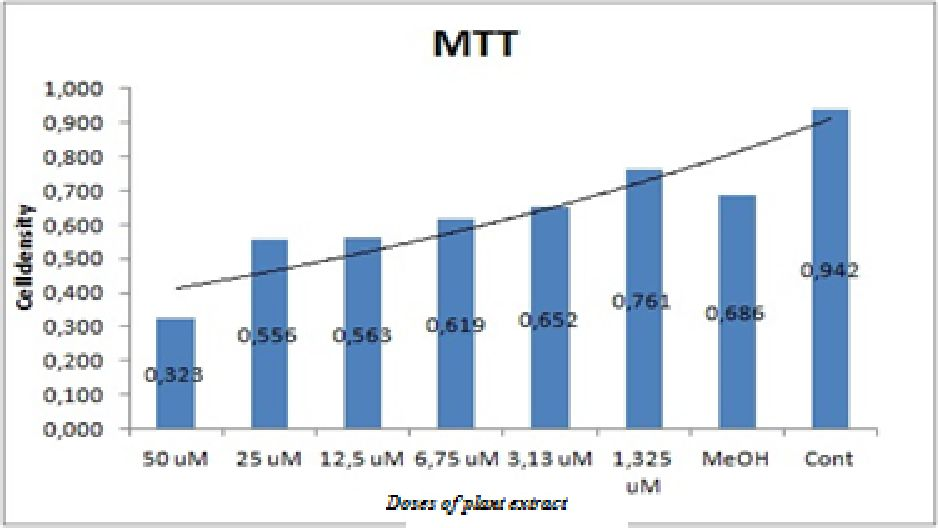 MTT
1,000
0,900
0,800
0,700
0,600
0,500
0,400
0,300
0,200
0,100
0,000
Celldensity
0,323
0,556
0,563
0,619
0,652
0,761
0,686
0,942
50 uM
25 uM
12,5 uM
6,75 uM
3,13 uM
1,325 uM
MeOH
Cont
Doses of plant extract